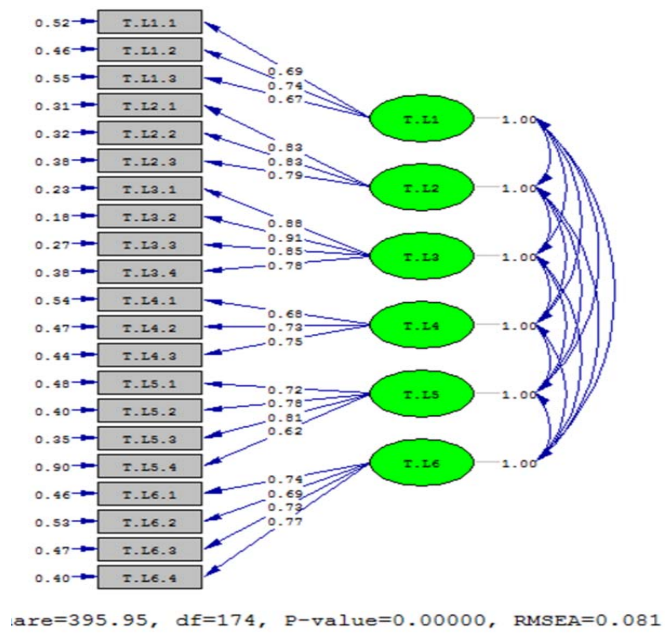 0.52 T.L1.1
0.46 T.L1.2
0.55 T.L1.3
0.31 T.L2.1
0.32 T.L2.2
0.38 T.L2.3
0.23 T.L3.1
0.18 T.L3.2
0.27 T.L3.3
0.38 T.L3.4
0.54 T.L4.1
0.47 T.L4.2
0.44 T.L4.3
0.48 T.L5.1
0.40 T.L5.2
0.35 T.L5.3
0.90 T.L5.4
0.46 T.L6.1
0.53 T.L6.2
0.47 T.L6.3
0.40 T.L6.4
0.69
0.74
0.67
0.83
0.83
0.79
0.88
0.91
0.85
0.78
0.68
0.73
0.75
0.72
0.78
0.81
0.62
0.74
0.69
0.73
0.77
T.L1 1.00
T.L2 1.00
T.L3 1.00
T.L4 1.00
T.L5 1.00
T.L6 1.00
are=395.95, df=174, P-value=0.00000, RMSEA=0.081